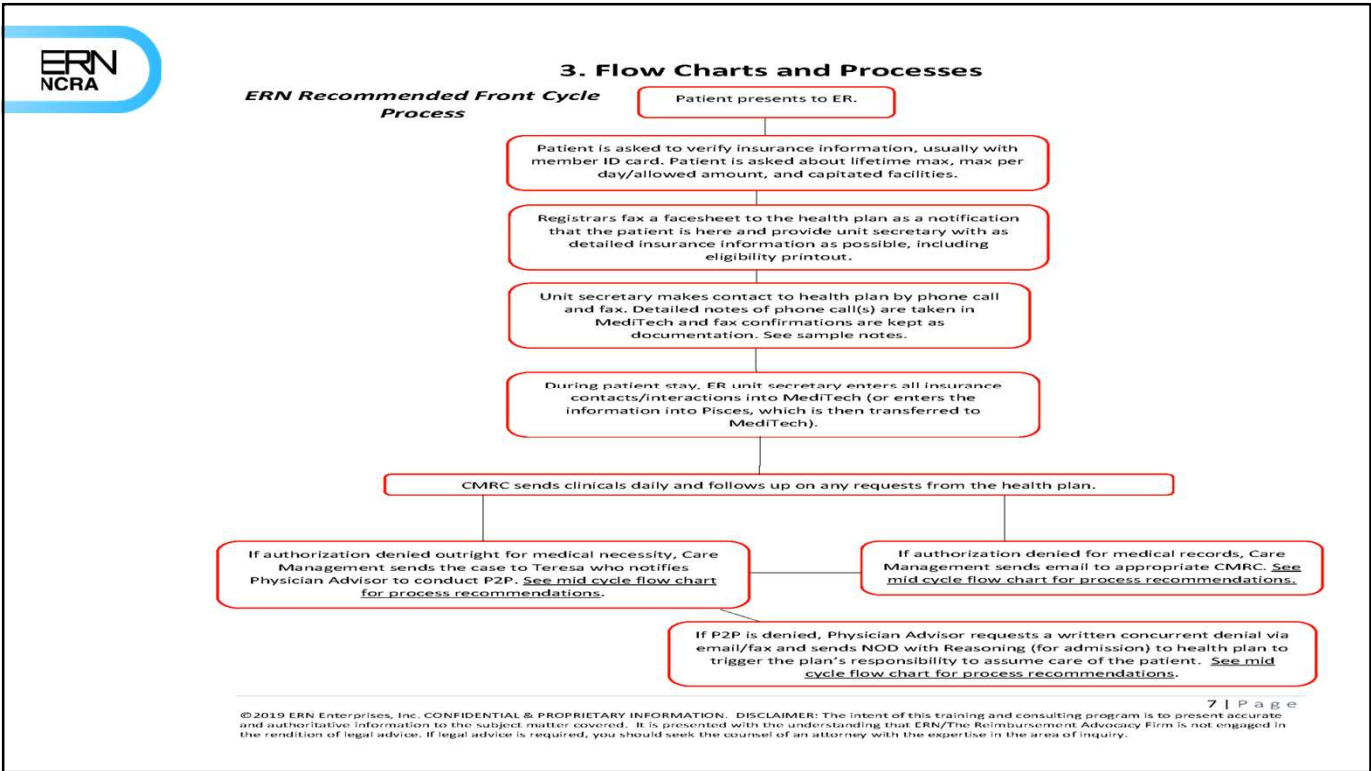 ERN
NCRA
3. Flow Charts and Processes
ERN Recommended Front Cycle
Process
Patient presents to ER.
Patient is asked to verify insurance information, usually with
member ID card. Patient is asked about lifetime max, max per
day/allowed amount, and capitated facilities.
Registrars fax a facesheet to the health plan as a notification
that the patient is here and provide unit secretary with as
detailed insurance information as possible, including
eligibility printout.
Unit secretary makes contact to health plan by phone call
and fax. Detailed notes of phone call(s) are taken in
MediTech and fax confirmations are kept as
documentation. See sample notes.
During patient stay, ER unit secretary enters all insurance
contacts/interactions into MediTech (or enters the
information into Pisces, which is then transferred to
MediTech).
CMRC sends clinicals daily and follows up on any requests from the health plan.
If authorization denied outright for medical necessity, Care
Management sends the case to Teresa who notifies
Physician Advisor to conduct P2P. See mid cycle flow chart
for process recommendations.
If authorization denied for medical records, Care
Management sends email to appropriate CMRC. See
mid cycle flow chart for process recommendations.
If P2P is denied, Physician Advisor requests a written concurrent denial via
email/fax and sends NOD with Reasoning (for admission) to health plan to
trigger the plan's responsibility to assume care of the patient. See mid
cycle flow chart for process recommendations.
7 | Page
©2019 ERN Enterprises, Inc. CONFIDENTIAL & PROPRIETARY INFORMATION. DISCLAIMER: The intent of this training and consulting program is to present accurate
and authoritative information to the subject matter covered. It is presented with the understanding that ERN/The Reimbursement Advocacy Firm is not engaged in
the rendition of legal advice. If legal advice is required, you should seek the counsel of an attorney with the expertise in the area of inquiry.